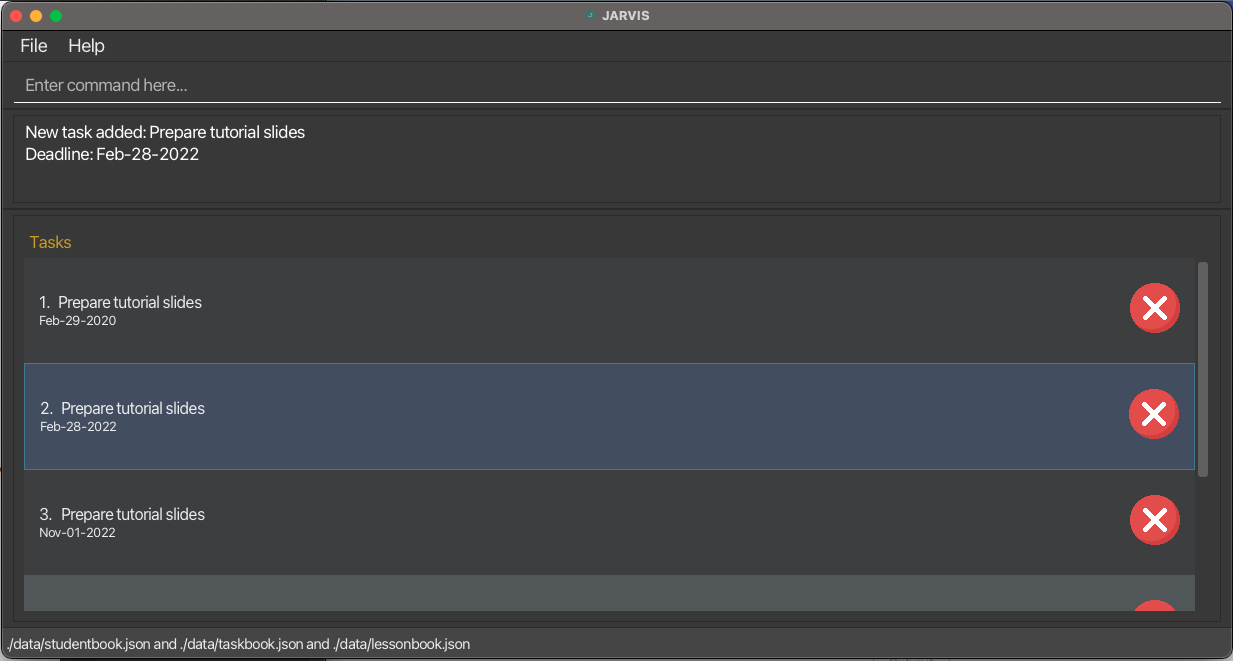 JARVIS
File Help
Enter command here...
New task added: Prepare tutorial slides
Deadline: Feb-28-2022
Tasks
1. Prepare tutorial slides
Feb-29-2020
2. Prepare tutorial slides
Feb-28-2022
3. Prepare tutorial slides
Nov-01-2022
./data/studentbook.json and ./data/taskbook.json and ./data/lessonbook.json